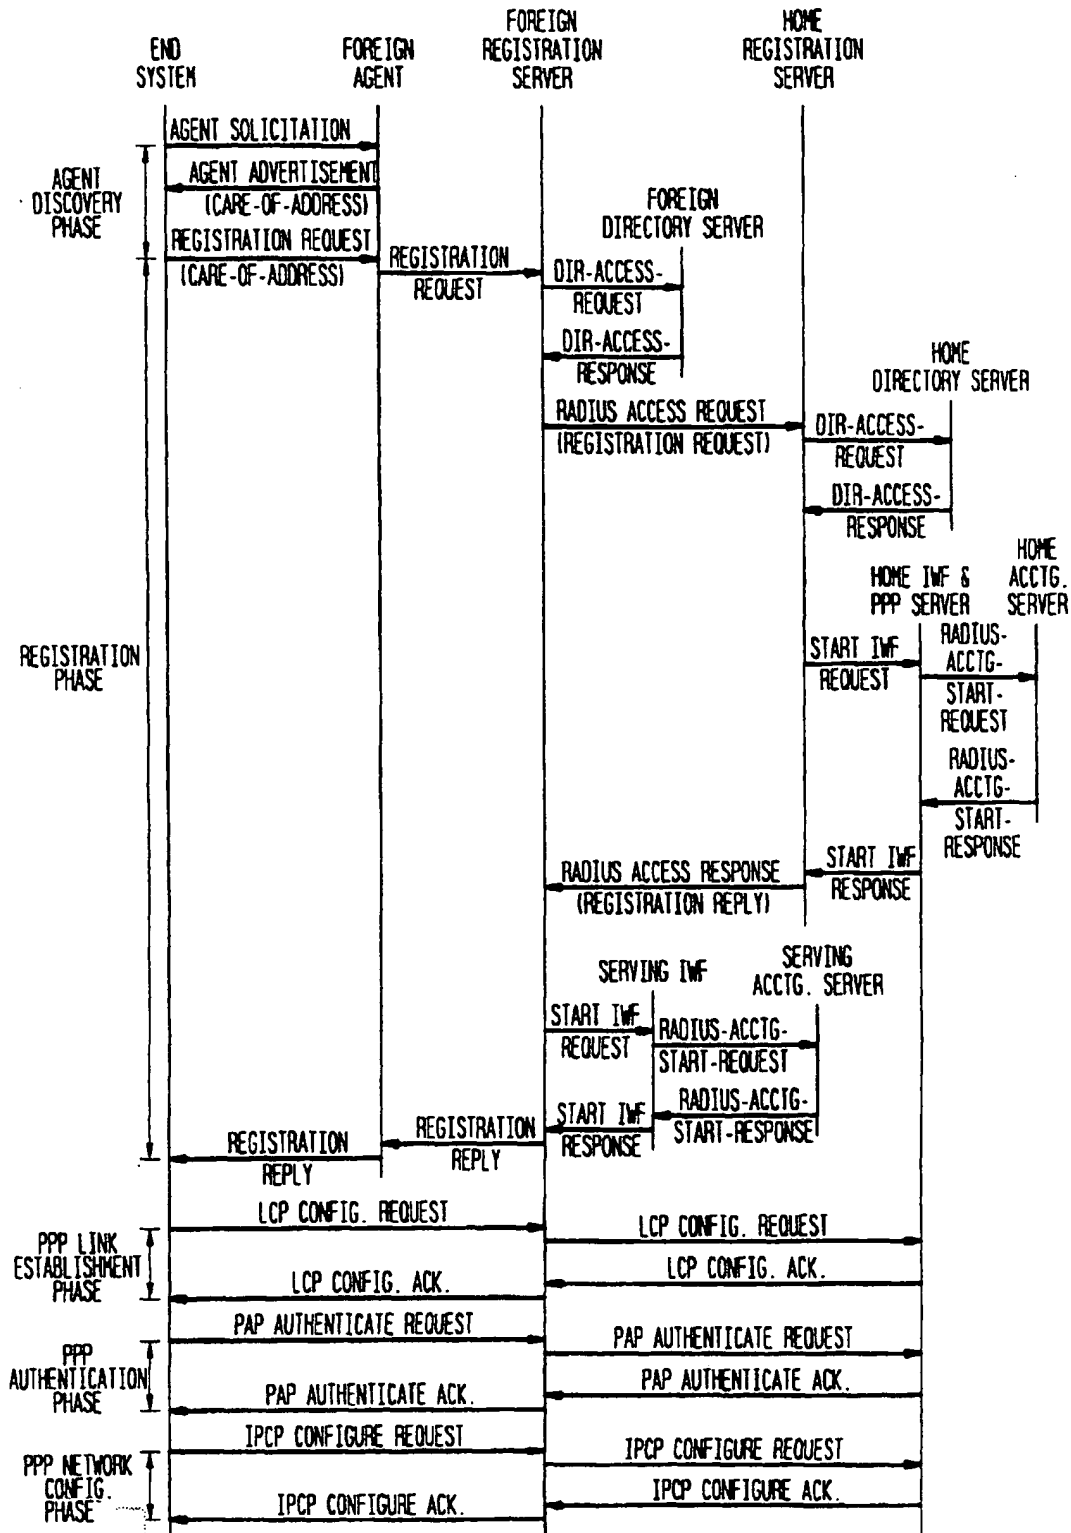 END
SYSTEM
FOREIGN
AGENT
FOREIGN
REGISTRATION
SERVER
HOME
REGISTRATION
SERVER
AGENT SOLICITATION
AGENT
DISCOVERY
PHASE
AGENT ADVERTISEMENT
(CARE-OF-ADDRESS)
REGISTRATION REQUEST
(CARE-OF-ADDRESS)
REGISTRATION
REQUEST
FOREIGN
DIRECTORY SERVER
DIR-ACCESS-
REQUEST
DIR-ACCESS-
RESPONSE
HOME
DIRECTORY SERVER
RADIUS ACCESS REQUEST
(REGISTRATION REQUEST)
DIR-ACCESS-
REQUEST
DIR-ACCESS-
RESPONSE
HOME IWF &
PPP SERVER
HOME
ACCTG.
SERVER
REGISTRATION
PHASE
START IWF
REQUEST
RADIUS-
ACCTG-
START-
REQUEST
RADIUS-
ACCTG-
START-
RESPONSE
START IWF
RESPONSE
RADIUS ACCESS RESPONSE
(REGISTRATION REPLY)
SERVING IWF
SERVING
ACCTG. SERVER
START IWF
REQUEST
RADIUS-ACCTG-
START-REQUEST
RADIUS-ACCTG-
START-RESPONSE
START IWF
RESPONSE
REGISTRATION
REPLY
REGISTRATION
REPLY
LCP CONFIG. REQUEST
LCP CONFIG. REQUEST
PPP LINK
ESTABLISHMENT
PHASE
LCP CONFIG. ACK.
LCP CONFIG. ACK.
PAP AUTHENTICATE REQUEST
PAP AUTHENTICATE REQUEST
PPP
AUTHENTICATION
PHASE
PAP AUTHENTICATE ACK.
PAP AUTHENTICATE ACK.
IPCP CONFIGURE REQUEST
IPCP CONFIGURE REQUEST
PPP NETWORK
CONFIG.
PHASE
IPCP CONFIGURE ACK.
IPCP CONFIGURE ACK.